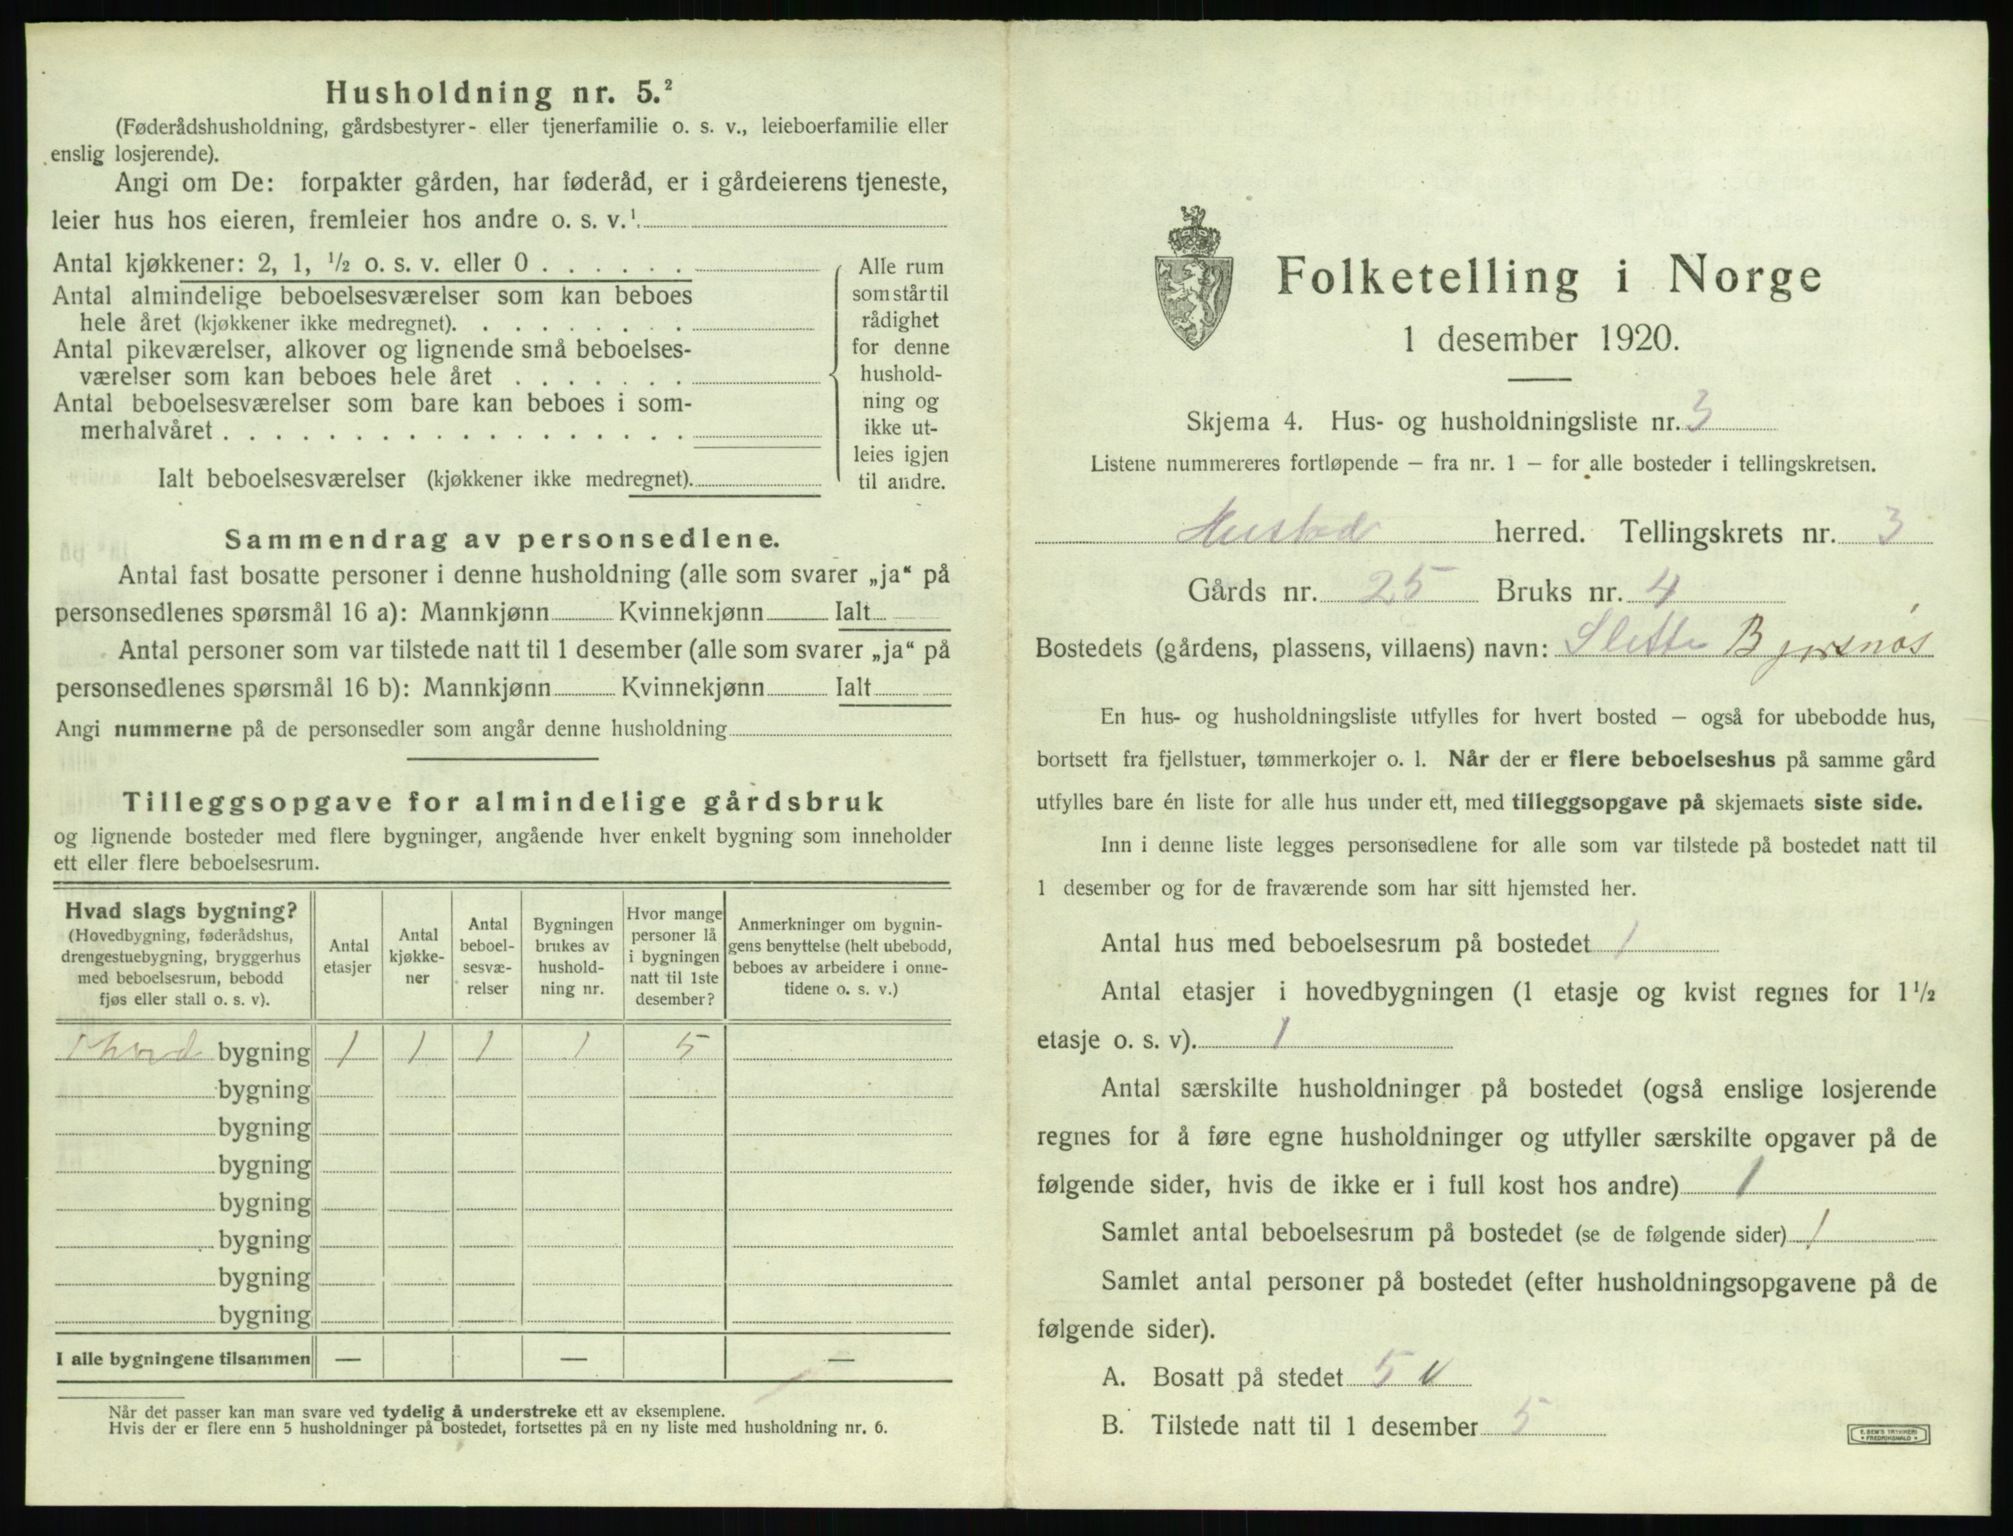 Husholdning nr. 5.²
(Føderådshusholdning, gårdsbestyrer- eller tjenerfamilie o. s. v., leieboerfamilie eller
enslig losjerende).
Angi om De: forpakter gården, har føderåd, er i gårdeierens tjeneste,
leier hus hos eieren, fremleier hos andre o. s. v.¹
Antal kjøkkener: 2, 1, ½ o. s. v. eller 0 . . . . . .
Antal almindelige beboelsesværelser som kan beboes
hele året (kjøkkener ikke medregnet). . . . . . . . .
Antal pikeværelser, alkover og lignende små beboelses-
værelser som kan beboes hele året . . . . . . .
Antal beboelsesværelser som bare kan beboes i som-
merhalvåret . . . . . . . . . . . . . . . . . .
Ialt beboelsesværelser (kjøkkener ikke medregnet).
Alle rum
som står til
rådighet
for denne
hushold-
ning og
ikke ut-
leies igjen
til andre.
Sammendrag av personsedlene.
Antal fast bosatte personer i denne husholdning (alle som svarer „ja“ på
personsedlenes spørsmål 16 a): Mannkjønn Kvinnekjønn Ialt
Antal personer som var tilstede natt til 1 desember (alle som svarer „ja“ på
personsedlenes spørsmål 16 b): Mannkjønn Kvinnekjønn Ialt
Angi nummerne på de personsedler som angår denne husholdning
Tilleggsopgave for almindelige gårdsbruk
og lignende bosteder med flere bygninger, angående hver enkelt bygning som inneholder
ett eller flere beboelsesrum.
Hvad slags bygning?
(Hovedbygning, føderådshus,
drengestuebygning, bryggerhus
med beboelsesrum, bebodd
fjøs eller stall o. s. v).
Antal
etasjer
Antal
kjøkke-
ner
Antal
beboel-
sesvæ-
relser
Bygningen
brukes av
hushold-
ning nr.
Hvor mange
personer lå
i bygningen
natt til 1ste
desember?
Anmerkninger om bygnin-
gens benyttelse (helt ubebodd,
beboes av arbeidere i onne-
tidene o. s. v.)
bygning 1 1 1 1 5
bygning
bygning
bygning
bygning
bygning
bygning
bygning
I alle bygningene tilsammen — — —
Når det passer kan man svare ved tydelig å understreke ett av eksemplene.
Hvis der er flere enn 5 husholdninger på bostedet, fortsettes på en ny liste med husholdning nr. 6.
Folketelling i Norge
1 desember 1920.
Skjema 4. Hus- og husholdningsliste nr. 3
Listene nummereres fortløpende — fra nr. 1 — for alle bosteder i tellingskretsen.
Hustad herred. Tellingskrets nr. 3
Gårds nr. 25 Bruks nr. 4
Bostedets (gårdens, plassens, villaens) navn: Slette Bjørsnøs
En hus- og husholdningsliste utfylles for hvert bosted — også for ubebodde hus,
bortsett fra fjellstuer, tømmerkojer o. l. Når der er flere beboelseshus på samme gård
utfylles bare én liste for alle hus under ett, med tilleggsopgave på skjemaets siste side.
Inn i denne liste legges personsedlene for alle som var tilstede på bostedet natt til
1 desember og for de fraværende som har sitt hjemsted her.
Antal hus med beboelsesrum på bostedet 1
Antal etasjer i hovedbygningen (1 etasje og kvist regnes for 1½
etasje o. s. v). 1
Antal særskilte husholdninger på bostedet (også enslige losjerende
regnes for å føre egne husholdninger og utfyller særskilte opgaver på de
følgende sider, hvis de ikke er i full kost hos andre) 1
Samlet antal beboelsesrum på bostedet (se de følgende sider) 1
Samlet antal personer på bostedet (efter husholdningsopgavene på de
følgende sider).
A. Bosatt på stedet 5
B. Tilstede natt til 1 desember 5